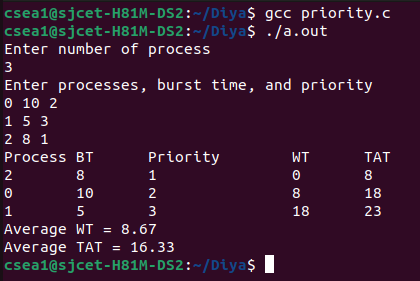 csea1@sjcet-H81M-DS2:~/Diya$ gcc priority.c
csea1@sjcet-H81M-DS2:~/Diya$ ./a.out
Enter number of process
3
Enter processes, burst time, and priority
0 10 2
1 5 3
2 8 1
Process BT Priority WT TAT
2 8 1 0 8
0 10 2 8 18
1 5 3 18 23
Average WT = 8.67
Average TAT = 16.33
csea1@sjcet-H81M-DS2:~/Diya$